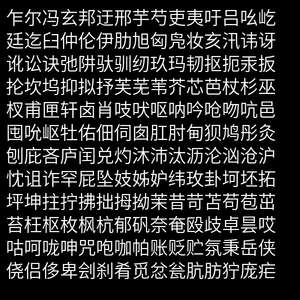 乍尔冯玄邦迂邢芋芍吏夷吁吕吆屹
廷迄臼仲伦伊肋旭匈凫妆亥汛讳讶
讹讼诀弛阱驮驯纫玖玛韧抠扼汞扳
抡坎坞抑拟抒芙芜苇芥芯芭杖杉巫
杈甫匣轩卤肖吱吠呕呐吟呛吻吭邑
囤吮岖牡佑佃伺囱肛肘甸狈鸠彤灸
刨庇吝庐闰兑灼沐沛汰沥沦汹沧沪
忱诅诈罕屁坠妓姊妒纬玫卦坷坯拓
坪坤拄拧拂拙拇拗茉昔苛苫苟苞茁
苔枉枢枚枫杭郁矾奈奄殴歧卓昙哎
咕呵咙呻咒咆咖帕账贬贮氛秉岳侠
侥侣侈卑刽刹肴觅忿瓮肮肪狞庞疟